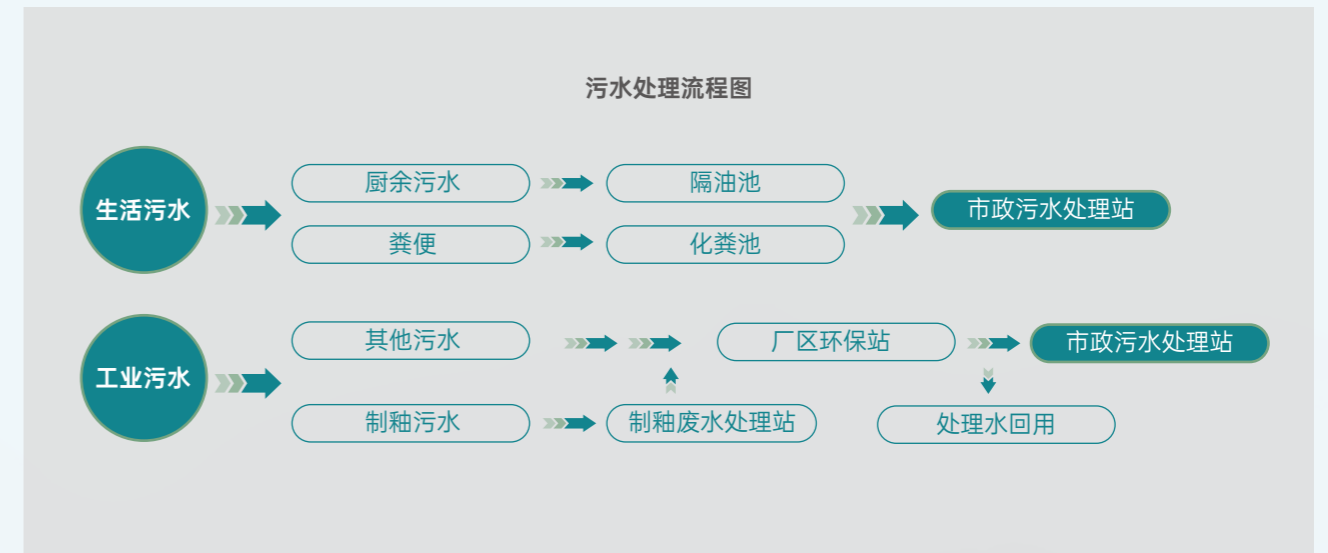 污水处理流程图
生活污水
厨余污水
隔油池
粪便
化粪池
市政污水处理站
工业污水
其他污水
厂区环保站
市政污水处理站
制釉污水
制釉废水处理站
处理水回用